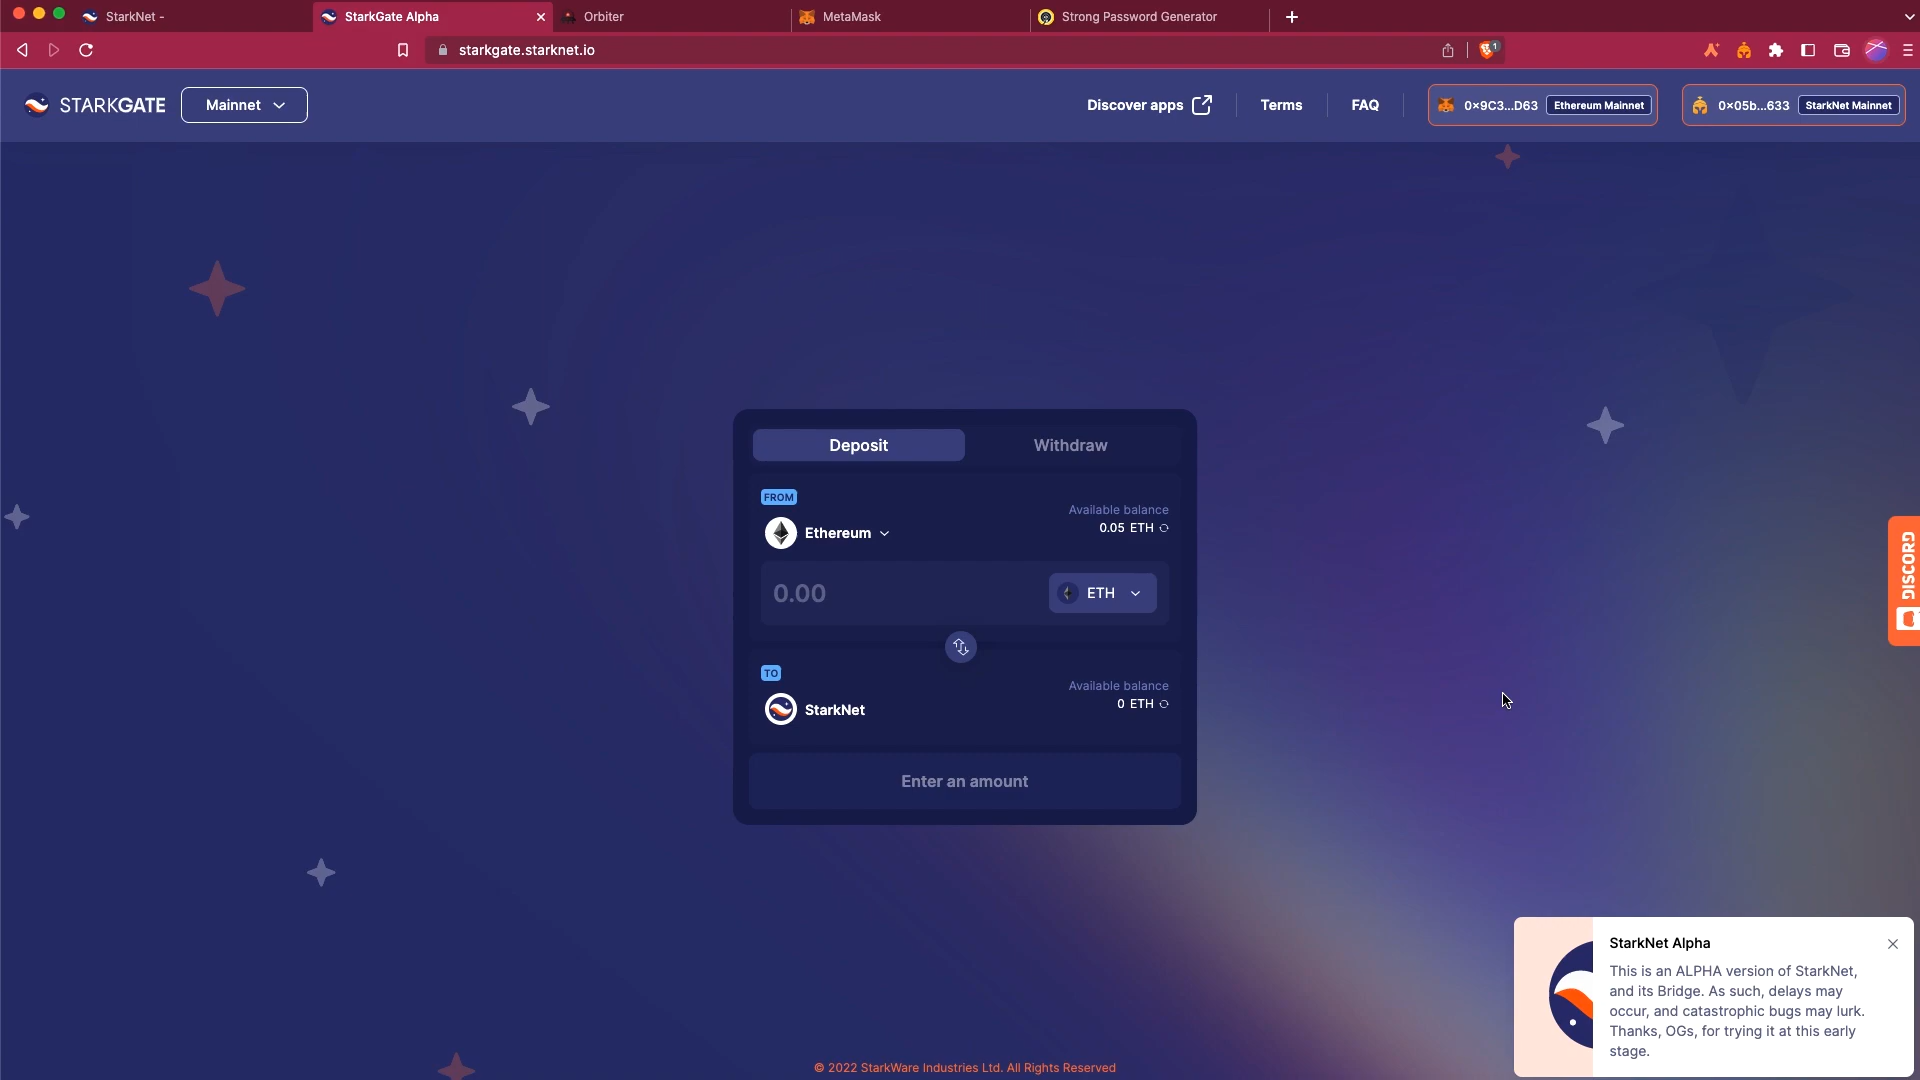 StarkNet -
StarkGate Alpha
Orbiter
MetaMask
Strong Password Generator
starkgate.starknet.io
1
STARKGATE
Mainnet
Discover apps
Terms
FAQ
0x9C3...D63
Ethereum Mainnet
0x05b...633
StarkNet Mainnet
Deposit
Withdraw
FROM
Available balance
0.05 ETH
Ethereum
0.00
ETH
TO
Available balance
0 ETH
StarkNet
Enter an amount
DISCORD
StarkNet Alpha
This is an ALPHA version of StarkNet,
and its Bridge. As such, delays may
occur, and catastrophic bugs may lurk.
Thanks, OGs, for trying it at this early
stage.
© 2022 StarkWare Industries Ltd. All Rights Reserved